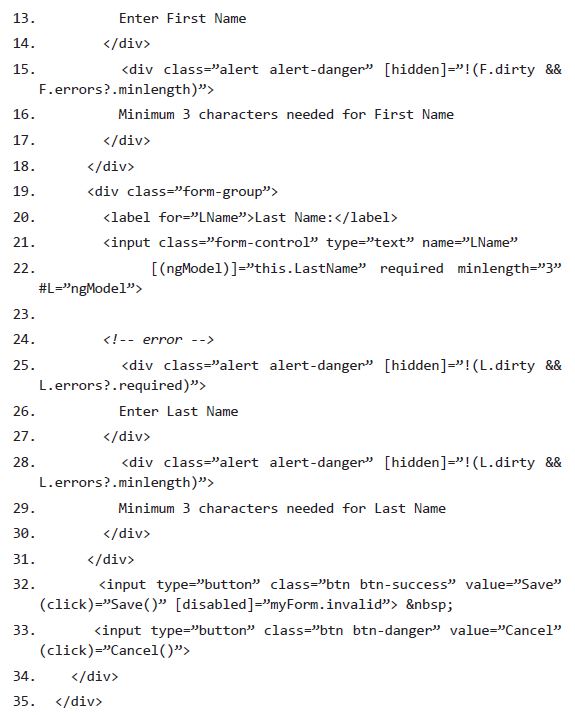 13. Enter First Name
14. </div>
15. <div class=”alert alert-danger” [hidden]=”!(F.dirty &&
F.errors?.minlength)”>
16. Minimum 3 characters needed for First Name
17. </div>
18. </div>
19. <div class=”form-group”>
20. <label for=”LName”>Last Name:</label>
21. <input class=”form-control” type=”text” name=”LName”
22. [(ngModel)]=”this.LastName” required minlength=”3”
#L=”ngModel”>
23.
24. <!-- error -->
25. <div class=”alert alert-danger” [hidden]=”!(L.dirty &&
L.errors?.required)”>
26. Enter Last Name
27. </div>
28. <div class=”alert alert-danger” [hidden]=”!(L.dirty &&
L.errors?.minlength)”>
29. Minimum 3 characters needed for Last Name
30. </div>
31. </div>
32. <input type=”button” class=”btn btn-success” value=”Save”
(click)=”Save()” [disabled]=”myForm.invalid”> &nbsp;
33. <input type=”button” class=”btn btn-danger” value=”Cancel”
(click)=”Cancel()”>
34. </div>
35. </div>